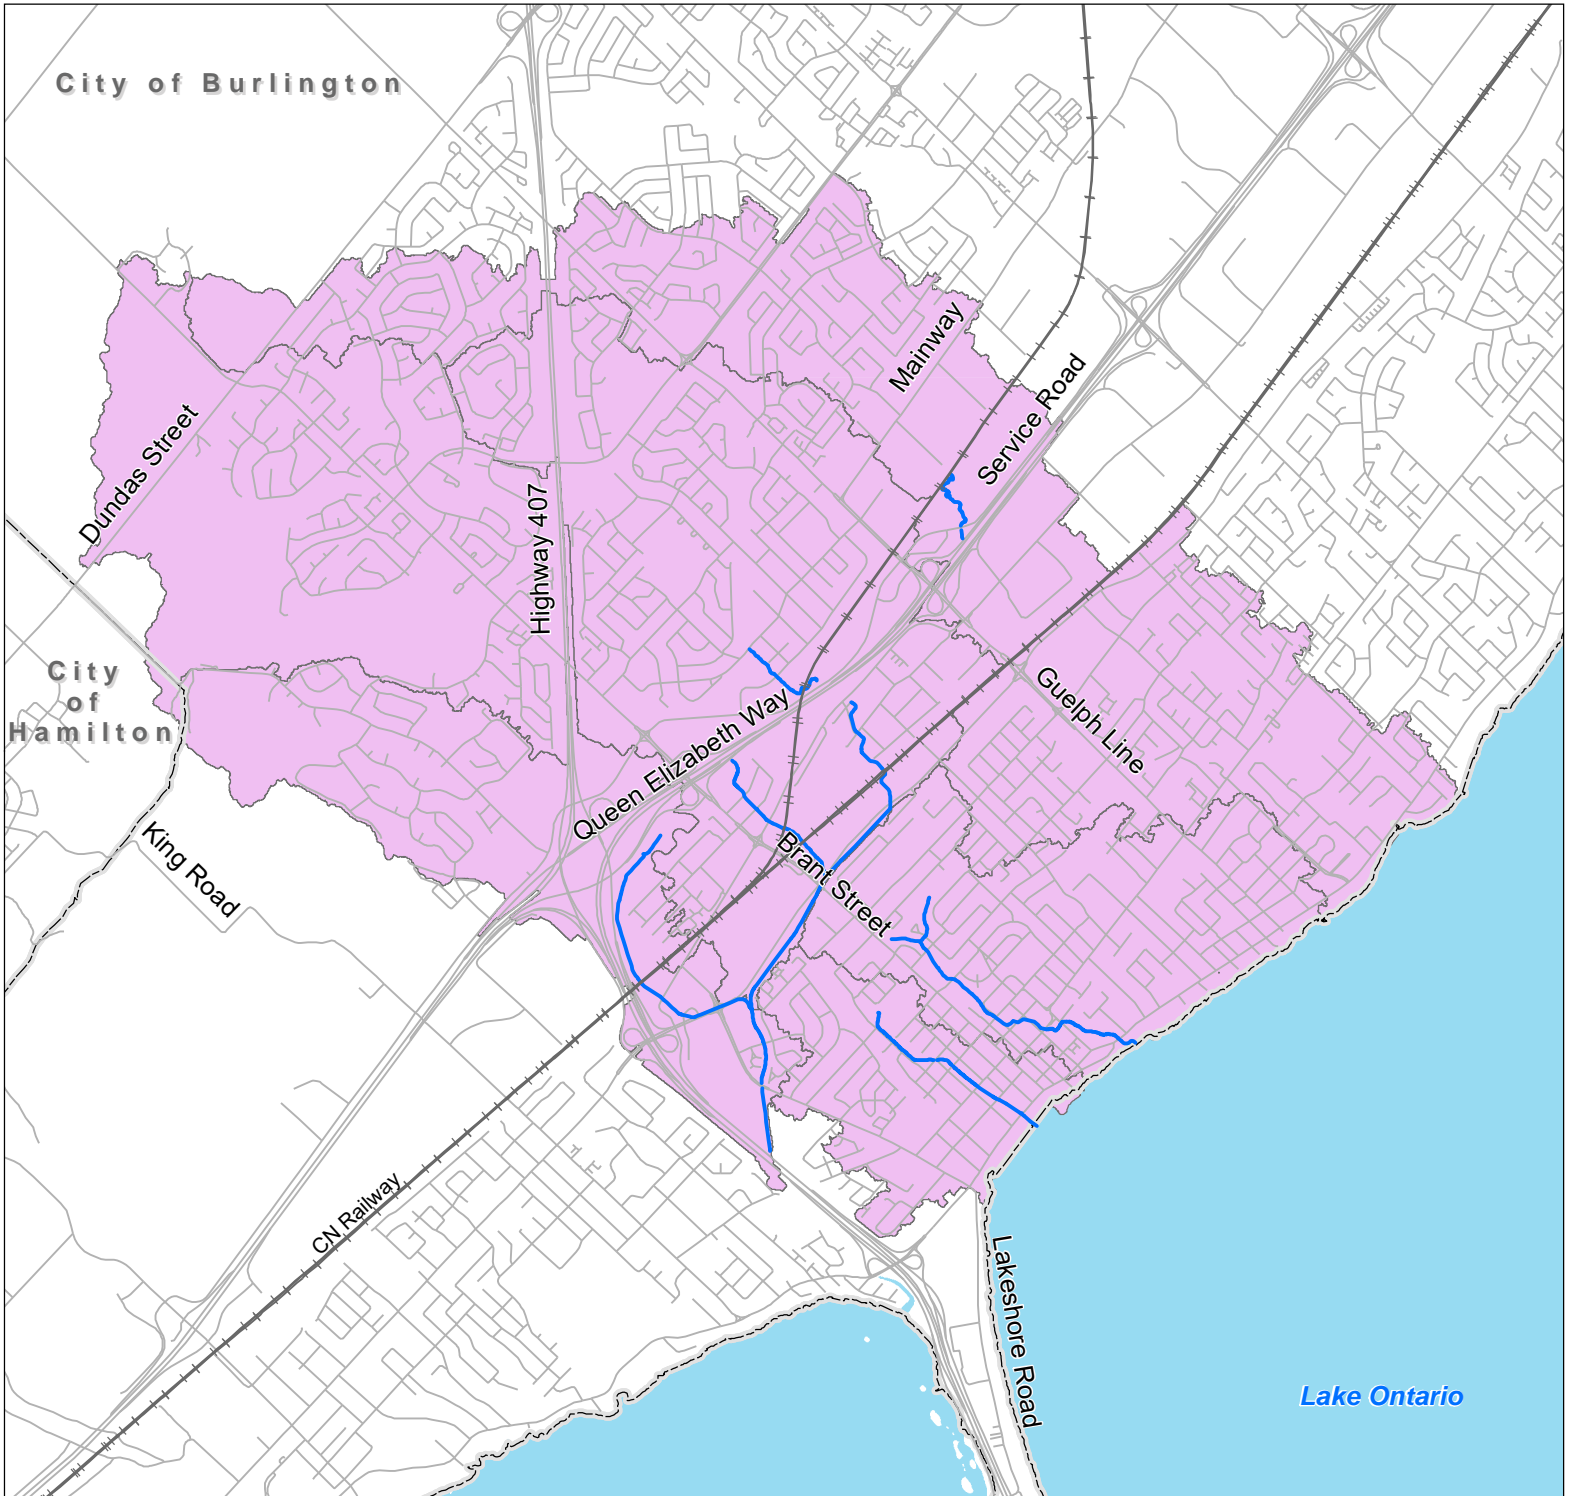 City of Burlington
Mainway
Service Road
Dundas Street
Highway 407
City
of
Hamilton
Guelph Line
Queen Elizabeth Way
King Road
Brant Street
CN Railway
Lakeshore Road
Lake Ontario